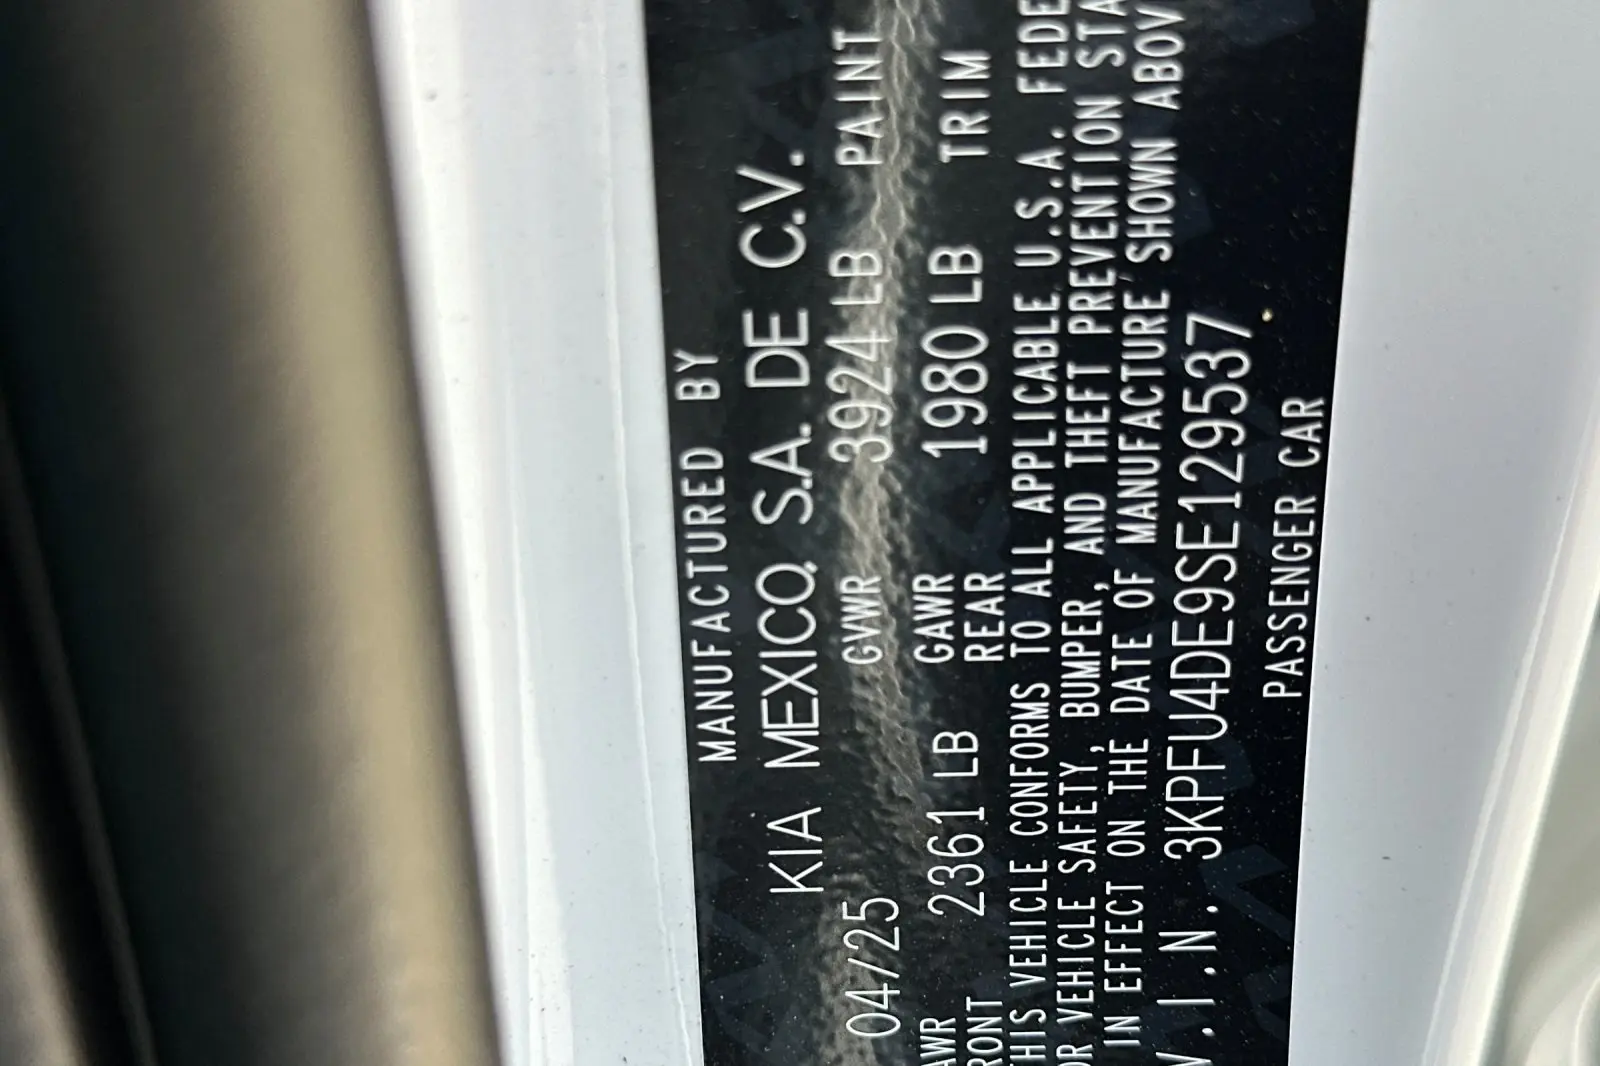 MANUFACTURED BY
KIA MEXICO, S.A. DE C.V.
04/25 GVWR 3924 LB PAINT
AWR
RONT 2361 LB GAWR
REAR 1980 LB TRIM
THIS VEHICLE CONFORMS TO ALL APPLICABLE U.S.A. FEDE
OR VEHICLE SAFETY, BUMPER, AND THEFT PREVENTION STA
IN EFFECT ON THE DATE OF MANUFACTURE SHOWN ABOV
V.I.N. 3KPFU4DE9SE129537
PASSENGER CAR